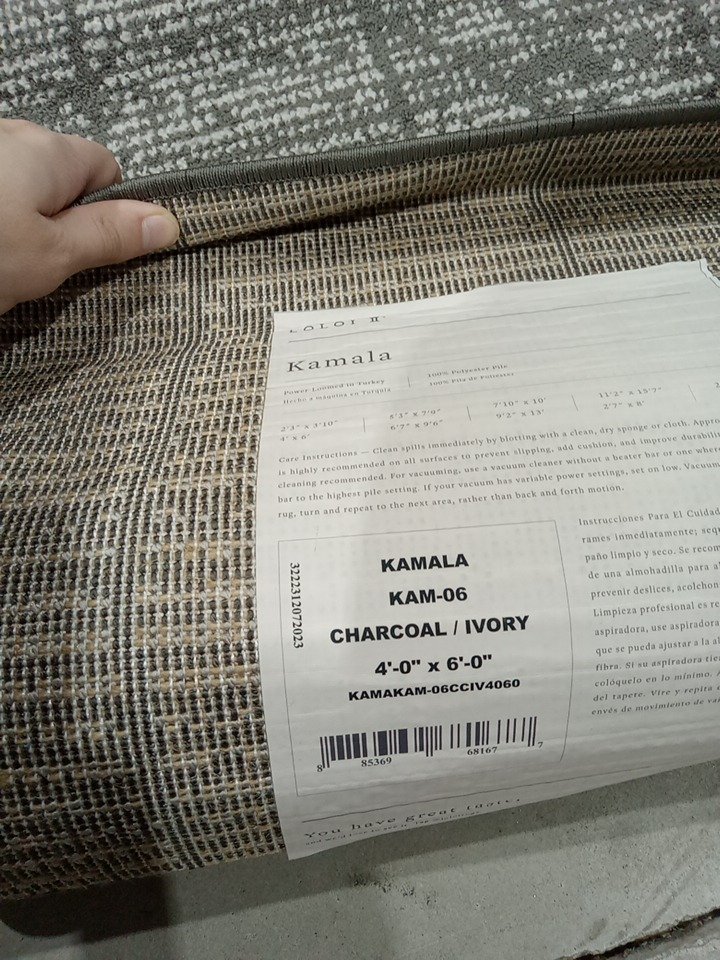 LOLOI II
Kamala
Power Loomed in Turkey
Hecho a máquina en Turquía
100% Polyester Pile
100% Pila de Poliéster
2'3" x 3'10"
4' x 6'
5'3" x 7'9"
6'7" x 9'6"
7'10" x 10'
9'2" x 13'
11'2" x 15'7"
2'7" x 8'
Care Instructions — Clean spills immediately by blotting with a clean, dry sponge or cloth.
is highly recommended on all surfaces to prevent slipping, add cushion, and improve
cleaning recommended. For vacuuming, use a vacuum cleaner without a beater bar or one
bar to the highest pile setting. If your vacuum has variable power settings, set on low.
rug, turn and repeat to the next area, rather than back and forth motion.
3222312072023
KAMALA
KAM-06
CHARCOAL / IVORY
4'-0" x 6'-0"
KAMAKAM-06CCIV4060
8 85369 68167 7
Instrucciones Para El
rames inmediatamente;
paño limpio y seco. Se
de una almohadilla para
prevenir deslices,
Limpieza profesional es
aspiradora, use aspiradora
que se pueda ajustar a la
fibra. Si su aspiradora
colóquelo en lo mínimo.
del tapete. Vire y repita
envés de movimiento de
You have great taste,